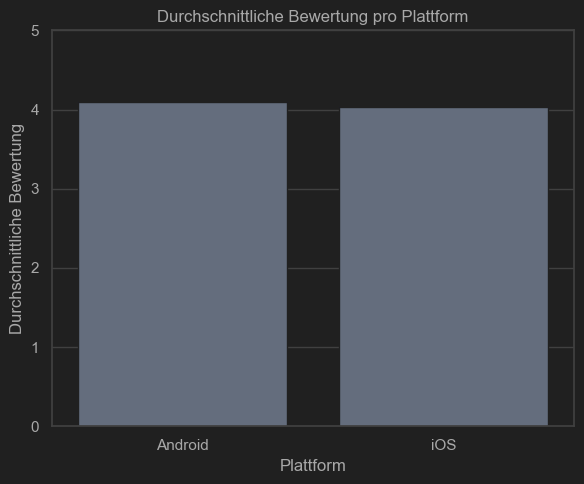 Durchschnittliche Bewertung pro Plattform
Durchschnittliche Bewertung
5
4
3
2
1
0
Android
iOS
Plattform